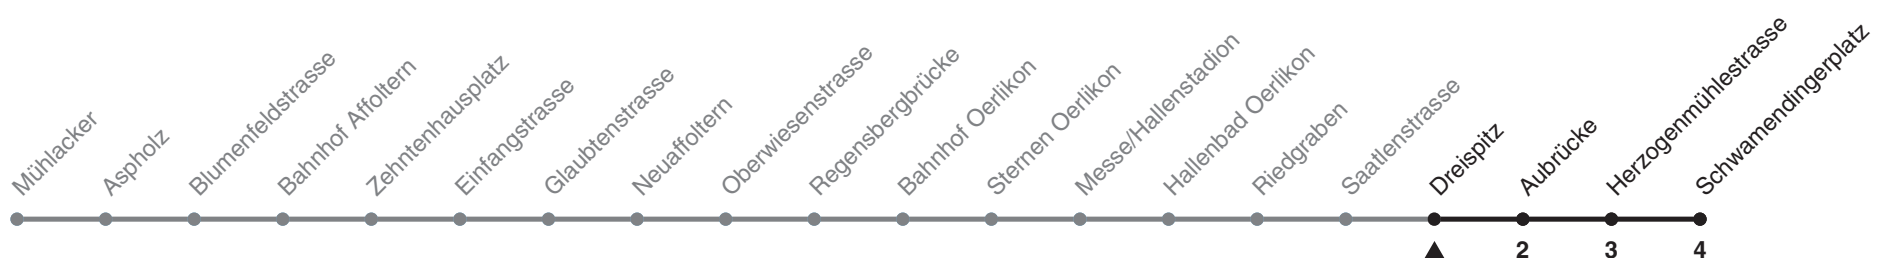 Mühlacker
Aspholz
Blumenfeldstrasse
Bahnhof Affoltern
Zehntenhausplatz
Einfangstrasse
Glaubtenstrasse
Neuaffoltern
Oberwiesenstrasse
Regensbergbrücke
Bahnhof Oerlikon
Sternen Oerlikon
Messe/Hallenstadion
Hallenbad Oerlikon
Riedgraben
Saatlenstrasse
Dreispitz
Aubrücke
Herzogenmühlestrasse
Schwamendingerplatz
2 3 4